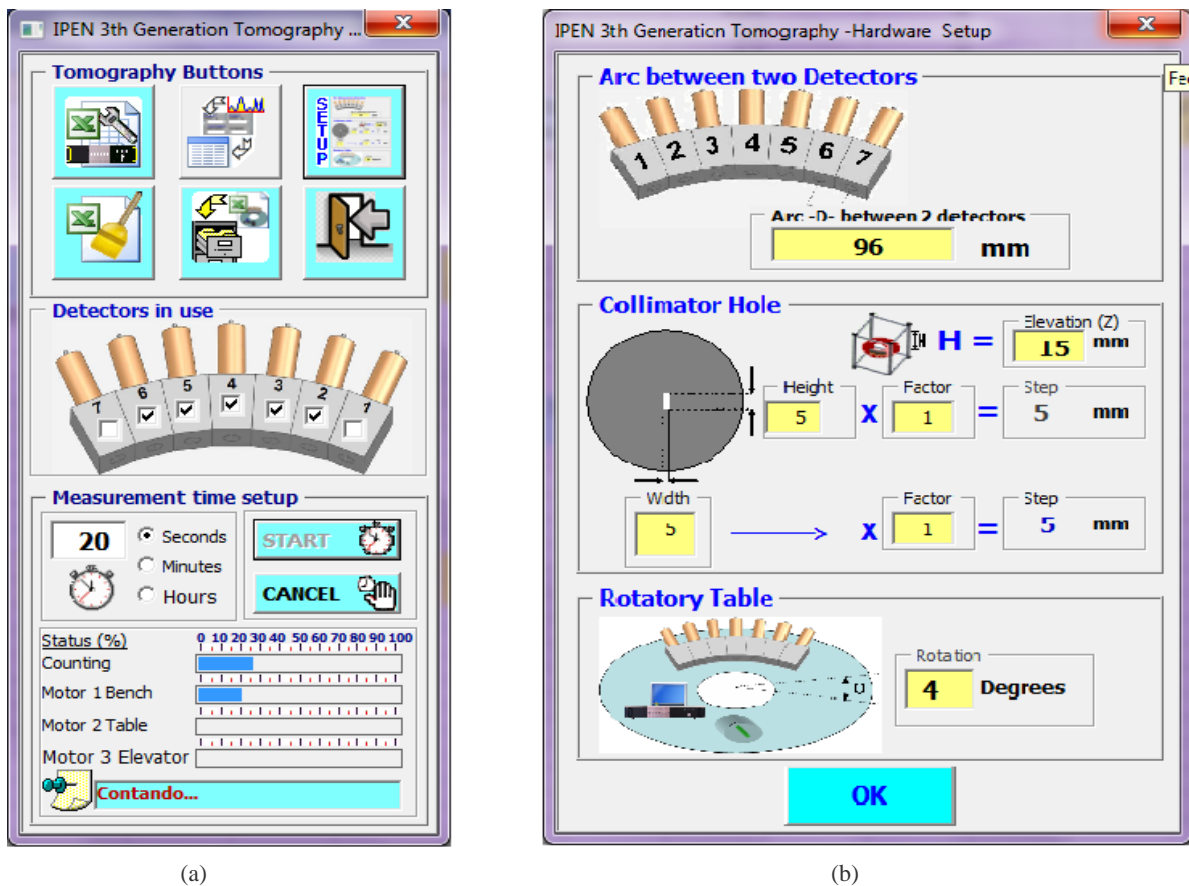 IPEN 3th Generation Tomography ...
Tomography Buttons
SETUP
Detectors in use
7 6 5 4 3 2 1
Measurement time setup
20
Seconds
Minutes
Hours
START
CANCEL
Status (%)
0 10 20 30 40 50 60 70 80 90 100
Counting
Motor 1 Bench
Motor 2 Table
Motor 3 Elevator
Contando...
(a)
IPEN 3th Generation Tomography -Hardware Setup
Arc between two Detectors
1 2 3 4 5 6 7
Arc -D- between 2 detectors
96 mm
Collimator Hole
H = Elevation (Z) 15 mm
Height Factor Step
5 X 1 = 5 mm
Width Factor Step
5 X 1 = 5 mm
Rotatory Table
Rotation
4 Degrees
OK
(b)